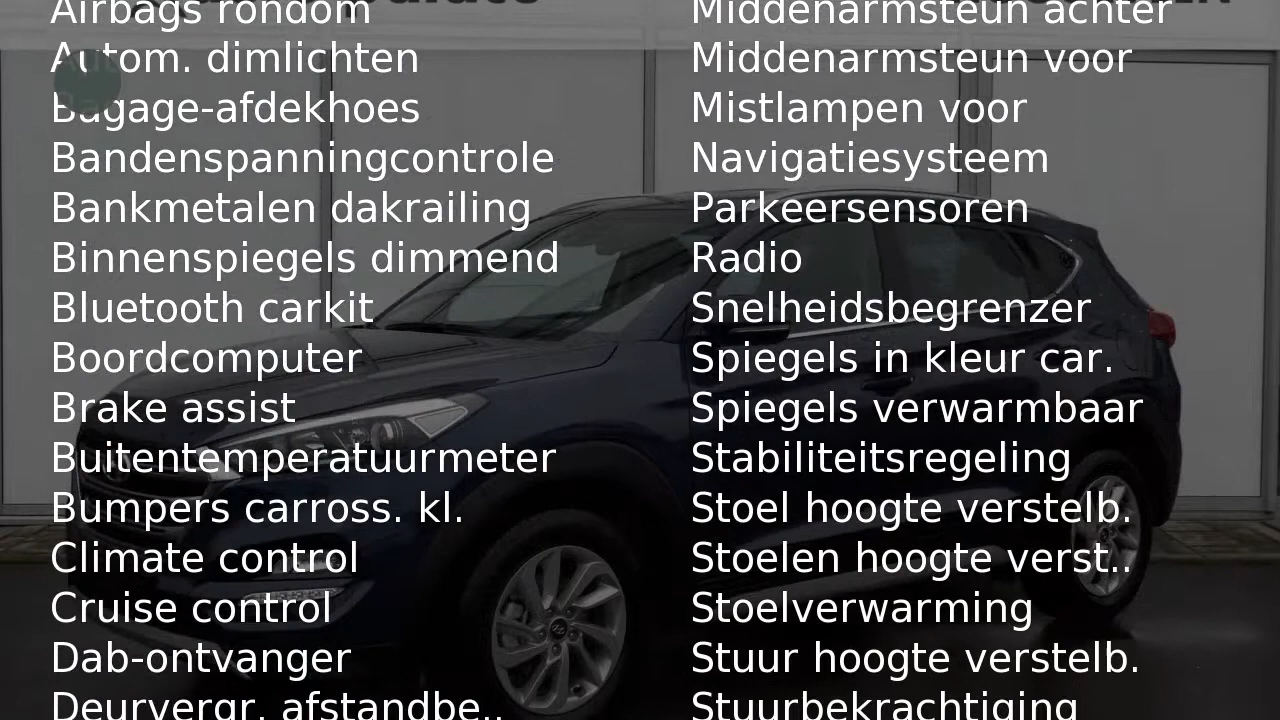 Airbags rondom
Autom. dimlichten
Bagage-afdekhoes
Bandenspanningcontrole
Bankmetalen dakrailing
Binnenspiegels dimmend
Bluetooth carkit
Boordcomputer
Brake assist
Buitentemperatuurmeter
Bumpers carross. kl.
Climate control
Cruise control
Dab-ontvanger
Deurvergr. afstandbe..
Middenarmsteun achter
Middenarmsteun voor
Mistlampen voor
Navigatiesysteem
Parkeersensoren
Radio
Snelheidsbegrenzer
Spiegels in kleur car.
Spiegels verwarmbaar
Stabiliteitsregeling
Stoel hoogte verstelb.
Stoelen hoogte verst..
Stoelverwarming
Stuur hoogte verstelb.
Stuurbekrachtiging